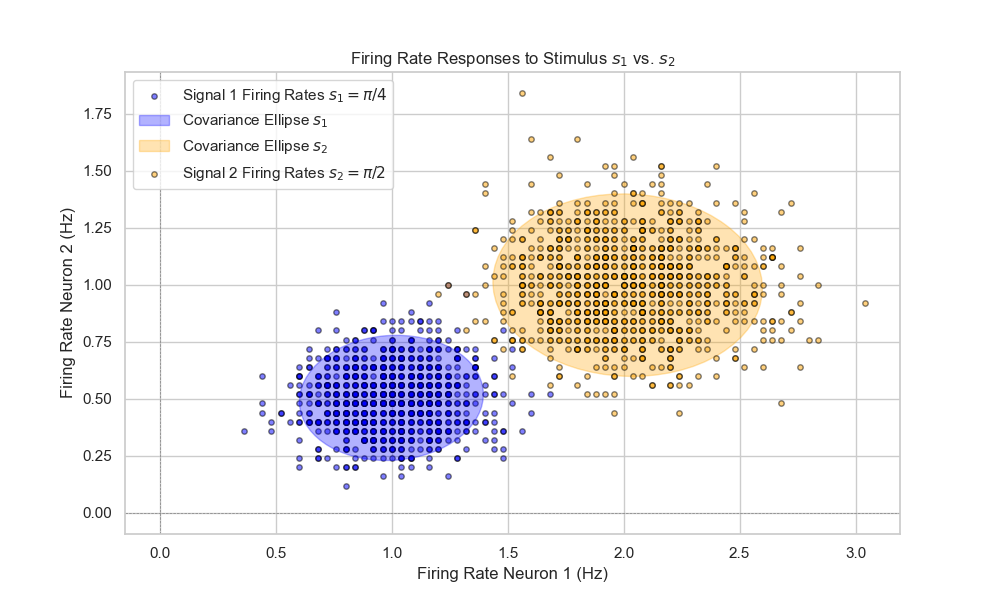 Firing Rate Responses to Stimulus s₁ vs. s₂
Signal 1 Firing Rates s₁ = π/4
Covariance Ellipse s₁
Covariance Ellipse s₂
Signal 2 Firing Rates s₂ = π/2
Firing Rate Neuron 2 (Hz)
1.75
1.50
1.25
1.00
0.75
0.50
0.25
0.00
0.0 0.5 1.0 1.5 2.0 2.5 3.0
Firing Rate Neuron 1 (Hz)